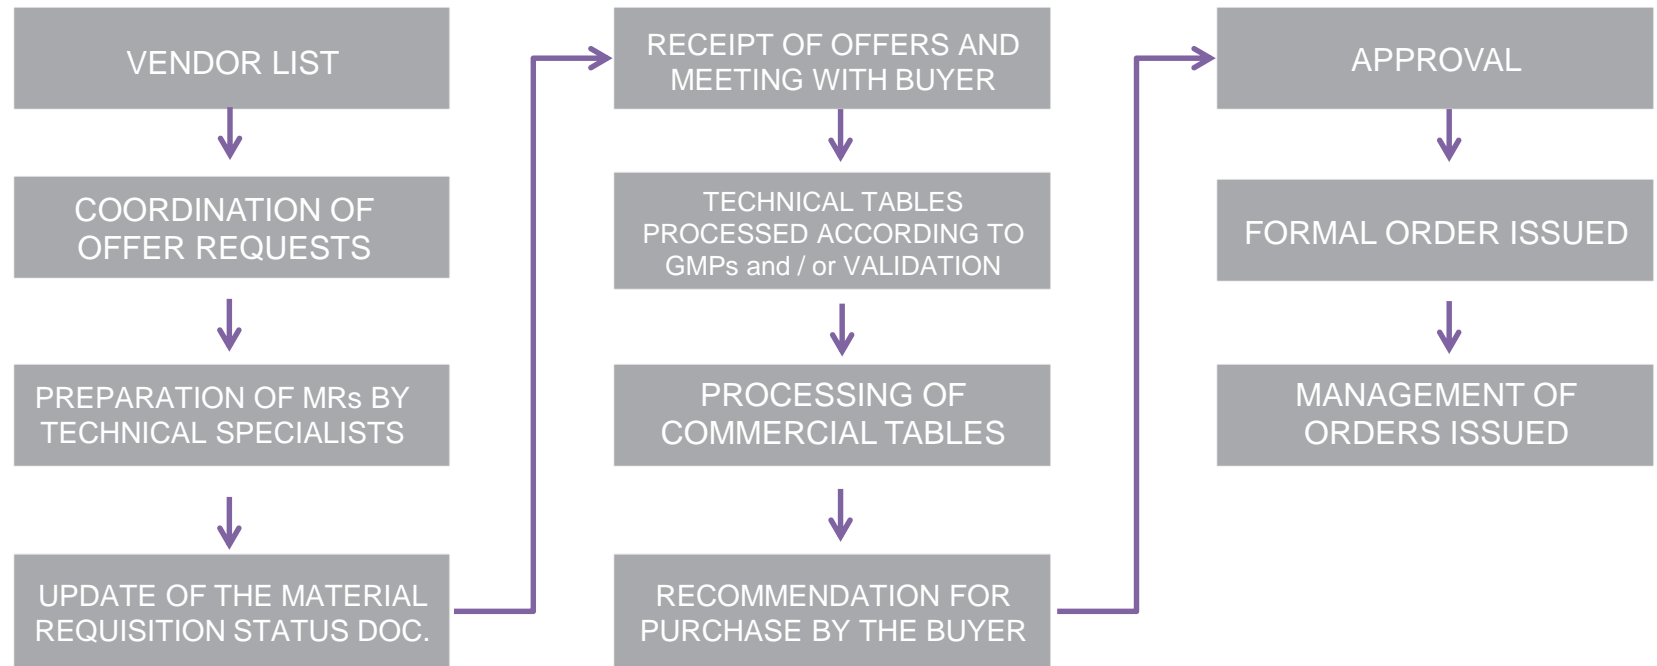 VENDOR LIST
COORDINATION OF
OFFER REQUESTS
PREPARATION OF MRs BY
TECHNICAL SPECIALISTS
UPDATE OF THE MATERIAL
REQUISITION STATUS DOC.
RECEIPT OF OFFERS AND
MEETING WITH BUYER
TECHNICAL TABLES
PROCESSED ACCORDING TO
GMPs and / or VALIDATION
PROCESSING OF
COMMERCIAL TABLES
RECOMMENDATION FOR
PURCHASE BY THE BUYER
APPROVAL
FORMAL ORDER ISSUED
MANAGEMENT OF
ORDERS ISSUED